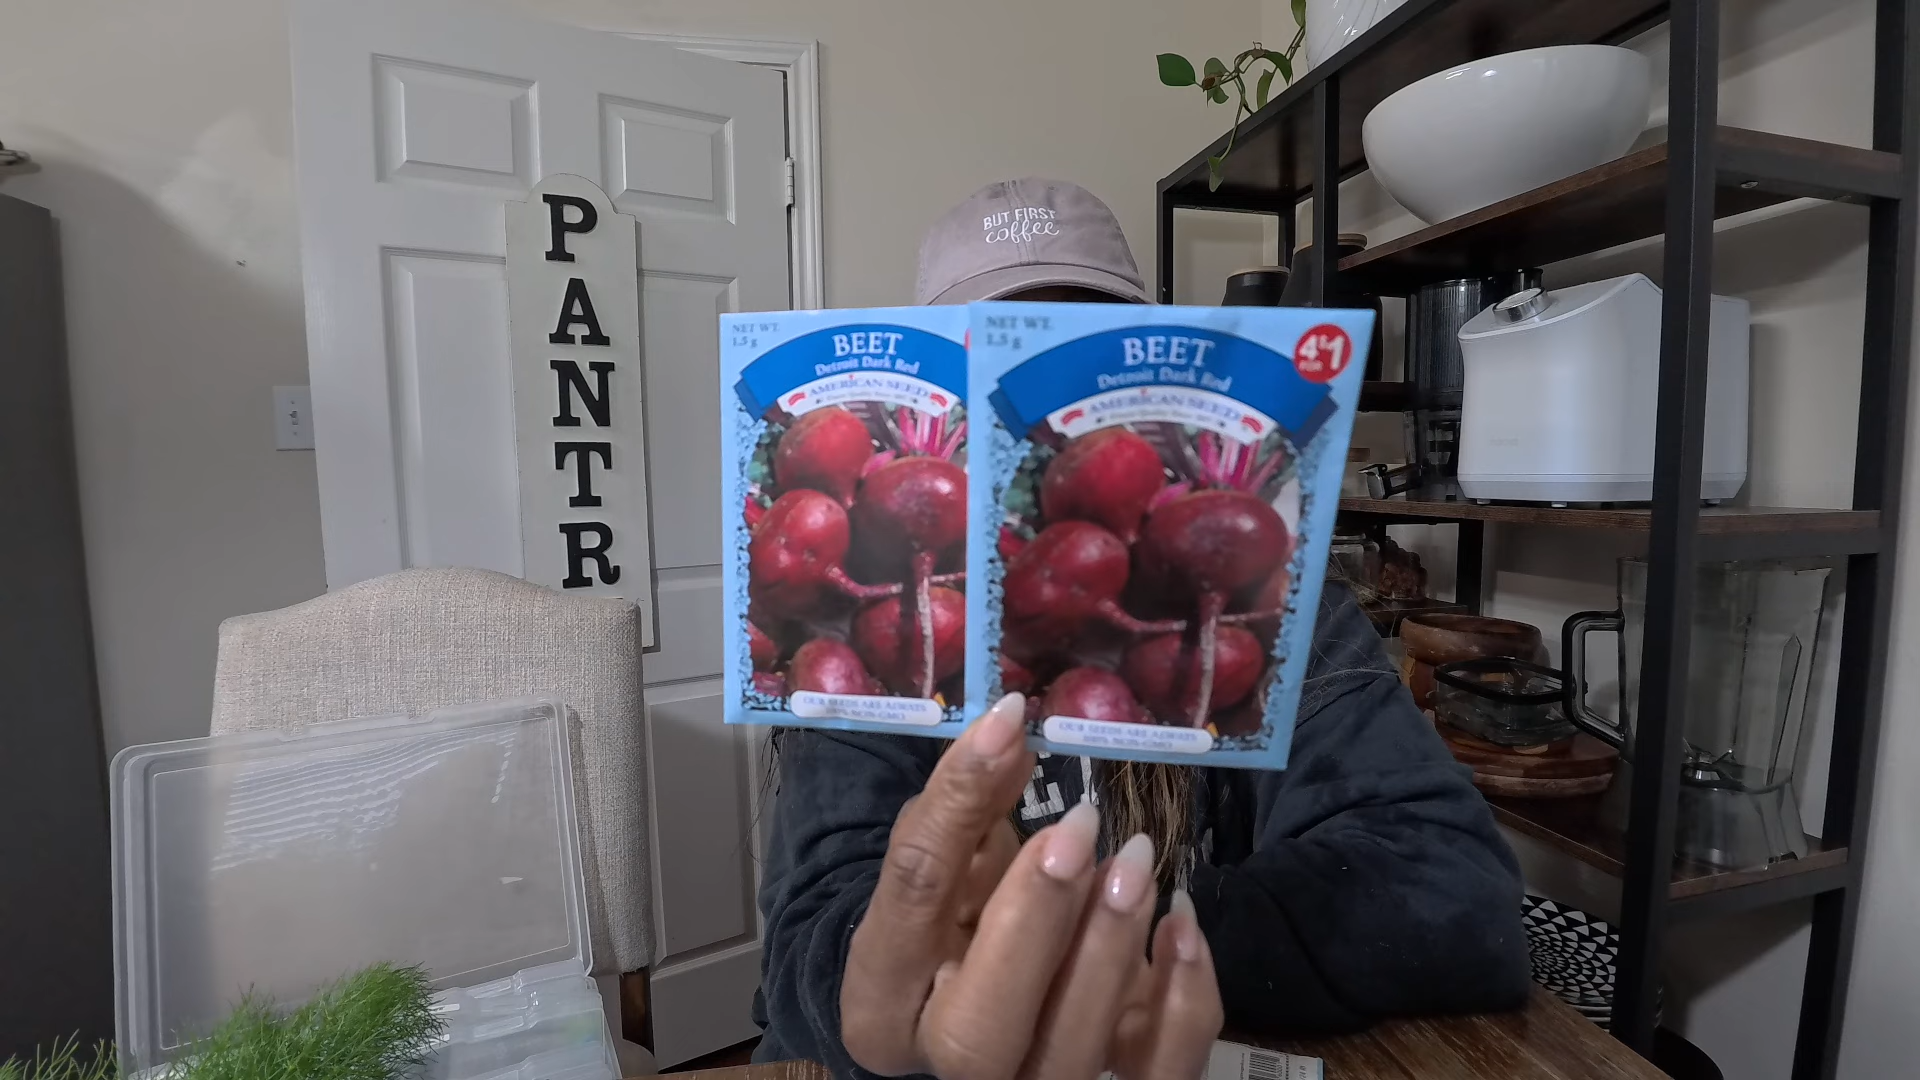 P
A
N
T
R
BUT FIRST
coffee
NET WT.
1.5 g
BEET
Detroit Dark Red
AMERICAN SEED
OUR SEEDS ARE ALWAYS
100% NON-GMO
NET WT.
1.5 g
BEET
Detroit Dark Red
AMERICAN SEED
4 FOR $1
OUR SEEDS ARE ALWAYS
100% NON-GMO